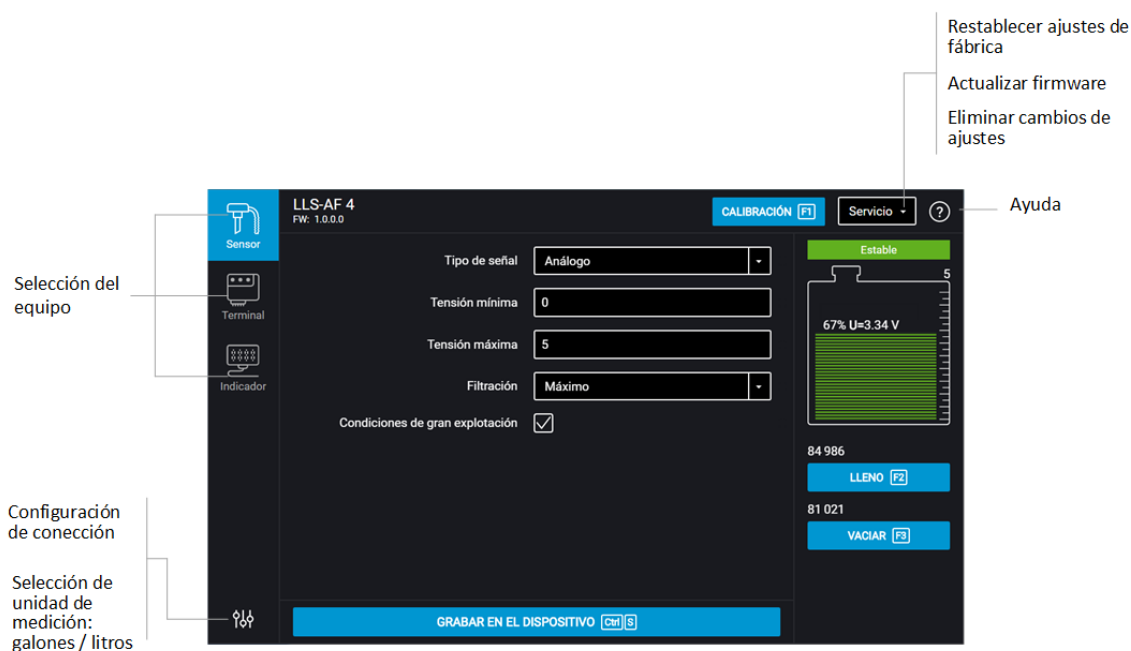 Restablecer ajustes de
fábrica
Actualizar firmware
Eliminar cambios de
ajustes
LLS-AF 4
FW: 1.0.0.0
CALIBRACIÓN F1
Servicio
?
Ayuda
Sensor
Terminal
Indicador
Selección del
equipo
Tipo de señal
Análogo
Tensión mínima
0
Tensión máxima
5
Filtración
Máximo
Condiciones de gran explotación
Estable
5
67% U=3.34 V
84 986
LLENO F2
81 021
VACIAR F3
Configuración
de conección
Selección de
unidad de
medición:
galones / litros
GRABAR EN EL DISPOSITIVO Ctrl S